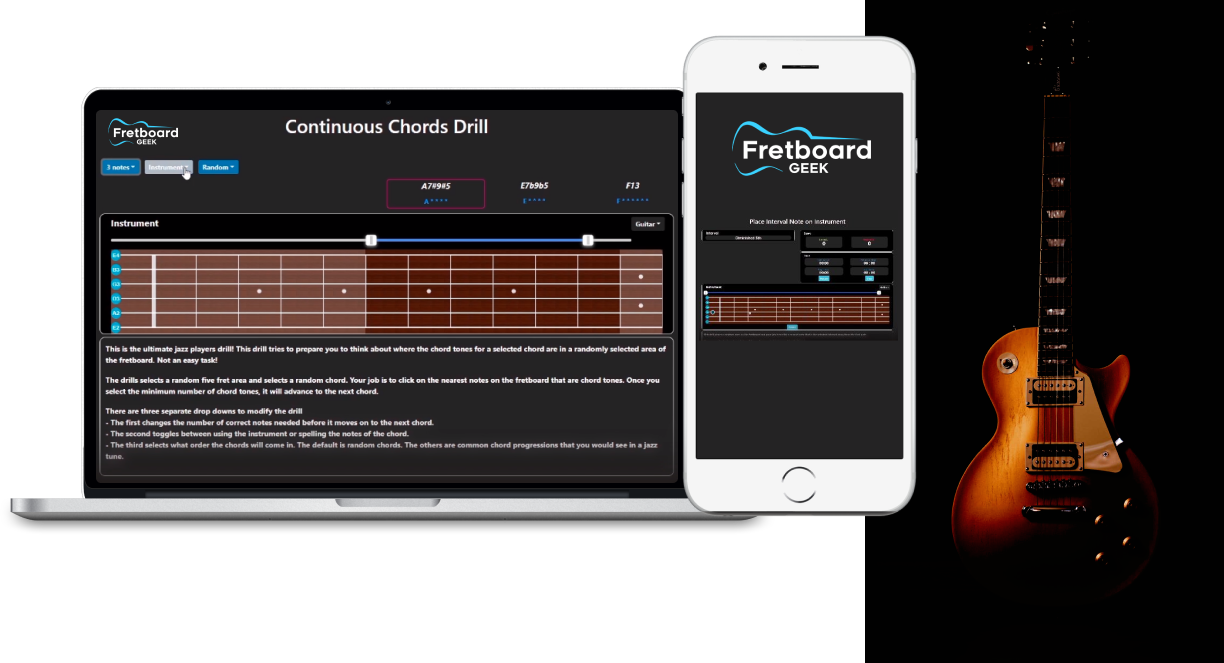 Fretboard
GEEK
Continuous Chords Drill
3 notes
Instrument
Random
A7#9#5
E7b9b5
F13
A * * * *
E * * * *
F * * * * * *
Instrument
Guitar
E4
B3
G3
D3
A2
E2
This is the ultimate jazz players drill! This drill tries to prepare you to think about where the chord tones for a selected chord are in a randomly selected area of
the fretboard. Not an easy task!
The drills selects a random five fret area and selects a random chord. Your job is to click on the nearest notes on the fretboard that are chord tones. Once you
select the minimum number of chord tones, it will advance to the next chord.
There are three separate drop downs to modify the drill
- The first changes the number of correct notes needed before it moves on to the next chord.
- The second toggles between using the instrument or spelling the notes of the chord.
- The third selects what order the chords will come in. The default is random chords. The others are common chord progressions that you would see in a jazz
tune.
Fretboard
GEEK
Place Interval Note on Instrument
Interval
Diminished 5th
0
0
00:00
00:00
00:00
00:00
Instrument